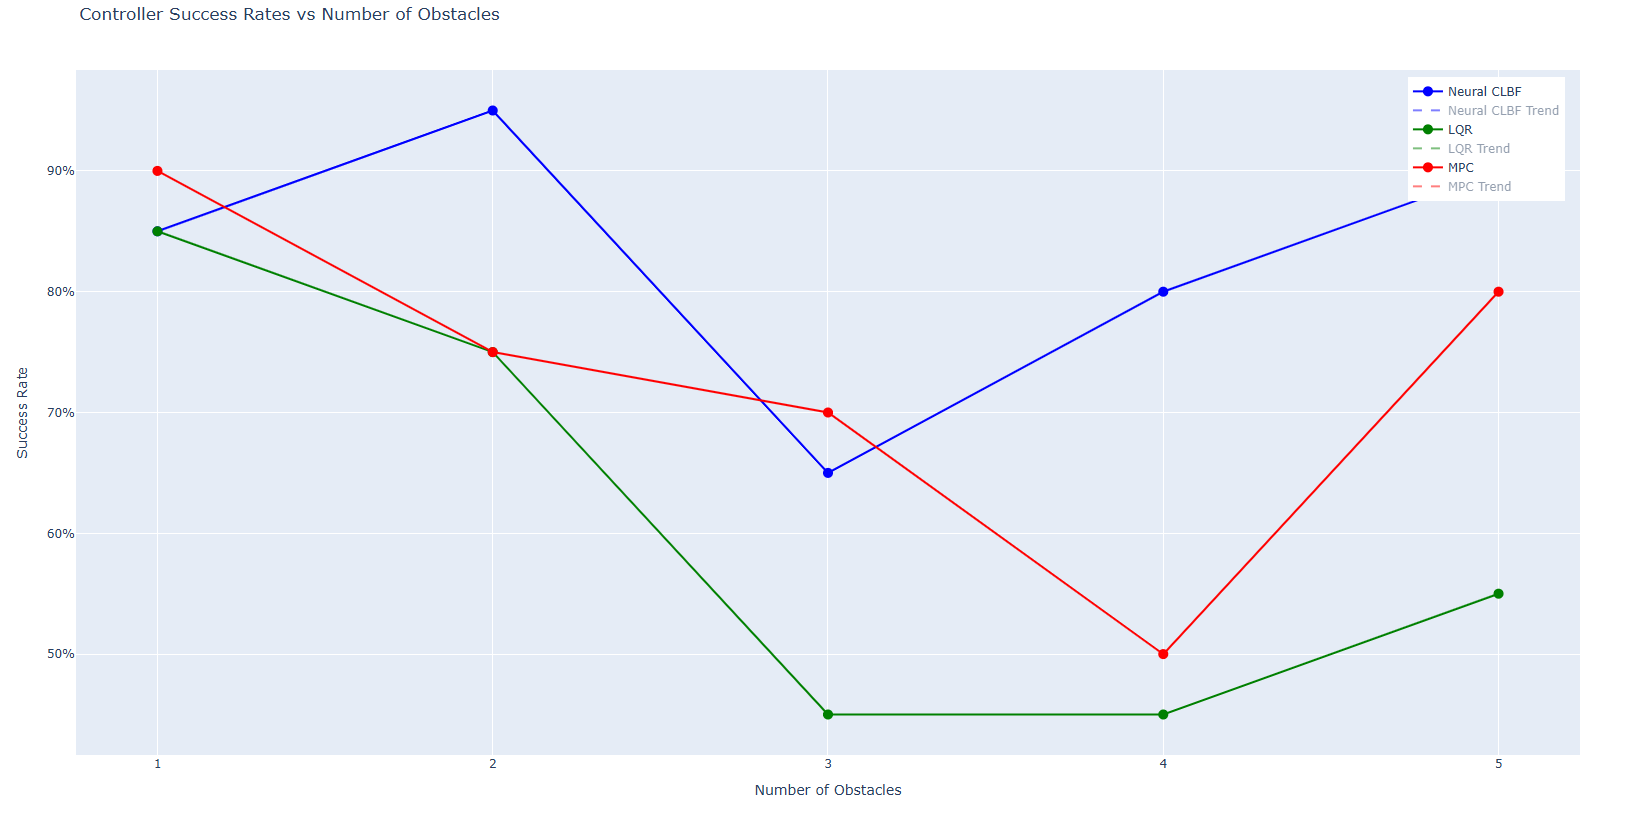 Controller Success Rates vs Number of Obstacles
Neural CLBF
Neural CLBF Trend
LQR
LQR Trend
MPC
MPC Trend
90%
80%
70%
60%
50%
Success Rate
1 2 3 4 5
Number of Obstacles